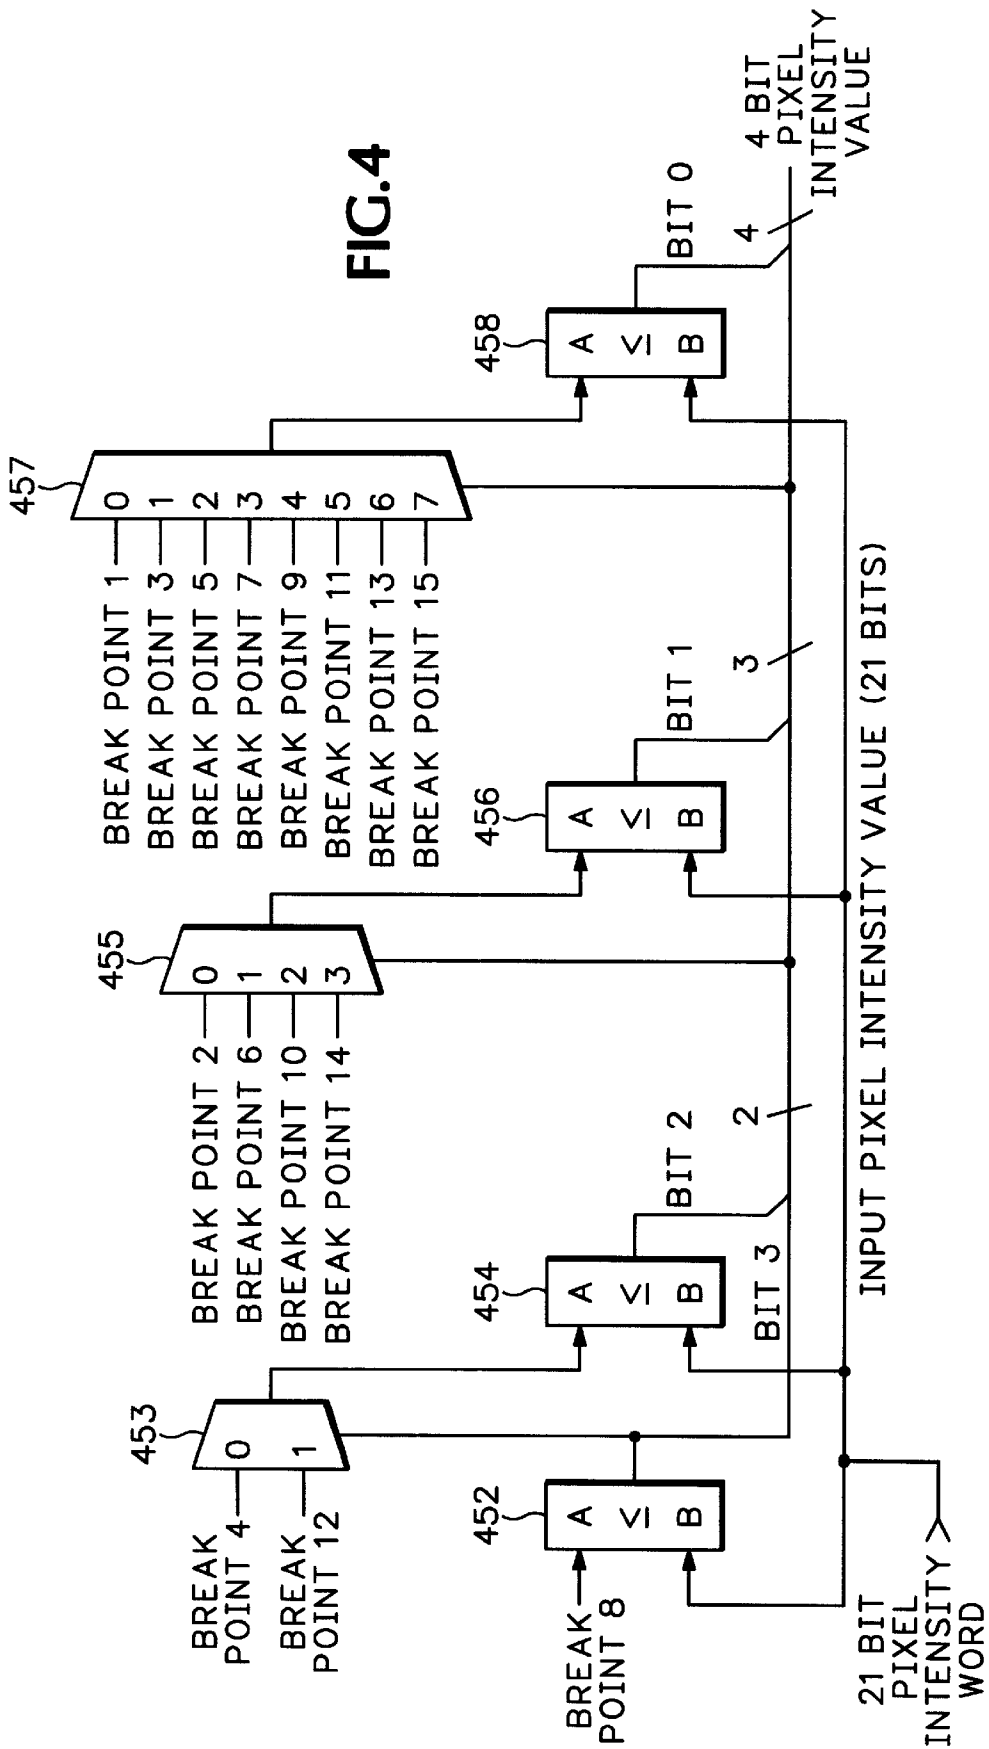 FIG.4
457
BREAK POINT 1 0
BREAK POINT 3 1
BREAK POINT 5 2
BREAK POINT 7 3
BREAK POINT 9 4
BREAK POINT 11 5
BREAK POINT 13 6
BREAK POINT 15 7
455
BREAK POINT 2 0
BREAK POINT 6 1
BREAK POINT 10 2
BREAK POINT 14 3
453
BREAK
POINT 4
0
BREAK
POINT 12
1
452
A
≤
B
BREAK
POINT 8
454
A
≤
B
BIT 2
BIT 3
2
456
A
≤
B
BIT 1
3
458
A
≤
B
BIT 0
4
4 BIT
PIXEL
INTENSITY
VALUE
INPUT PIXEL INTENSITY VALUE (21 BITS)
21 BIT
PIXEL
INTENSITY
WORD